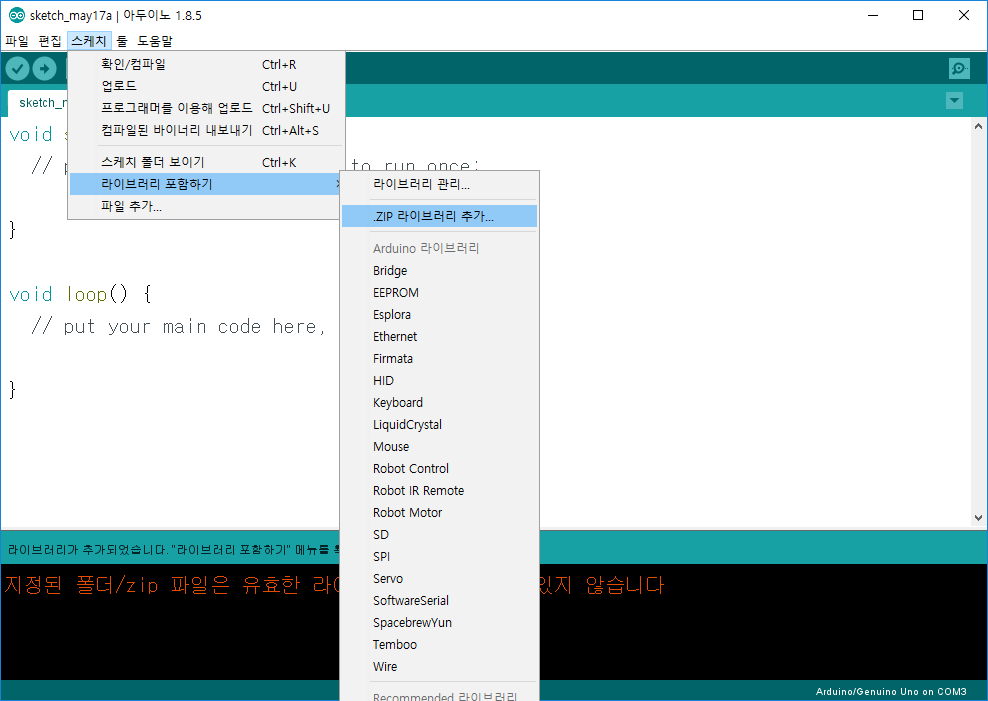 sketch_may17a | 아두이노 1.8.5
파일 편집 스케치 툴 도움말
확인/컴파일 Ctrl+R
업로드 Ctrl+U
프로그래머를 이용해 업로드 Ctrl+Shift+U
컴파일된 바이너리 내보내기 Ctrl+Alt+S
스케치 폴더 보이기 Ctrl+K
라이브러리 포함하기
파일 추가...
라이브러리 관리...
.ZIP 라이브러리 추가...
Arduino 라이브러리
Bridge
EEPROM
Esplora
Ethernet
Firmata
HID
Keyboard
LiquidCrystal
Mouse
Robot Control
Robot IR Remote
Robot Motor
SD
SPI
Servo
SoftwareSerial
SpacebrewYun
Temboo
Wire
Recommended 라이브러리
sketch_m
void
// to run once:
}
void loop() {
// put your main code here,
}
라이브러리가 추가되었습니다. "라이브러리 포함하기" 메뉴를
지정된 폴더/zip 파일은 유효한 있지 않습니다
Arduino/Genuino Uno on COM3